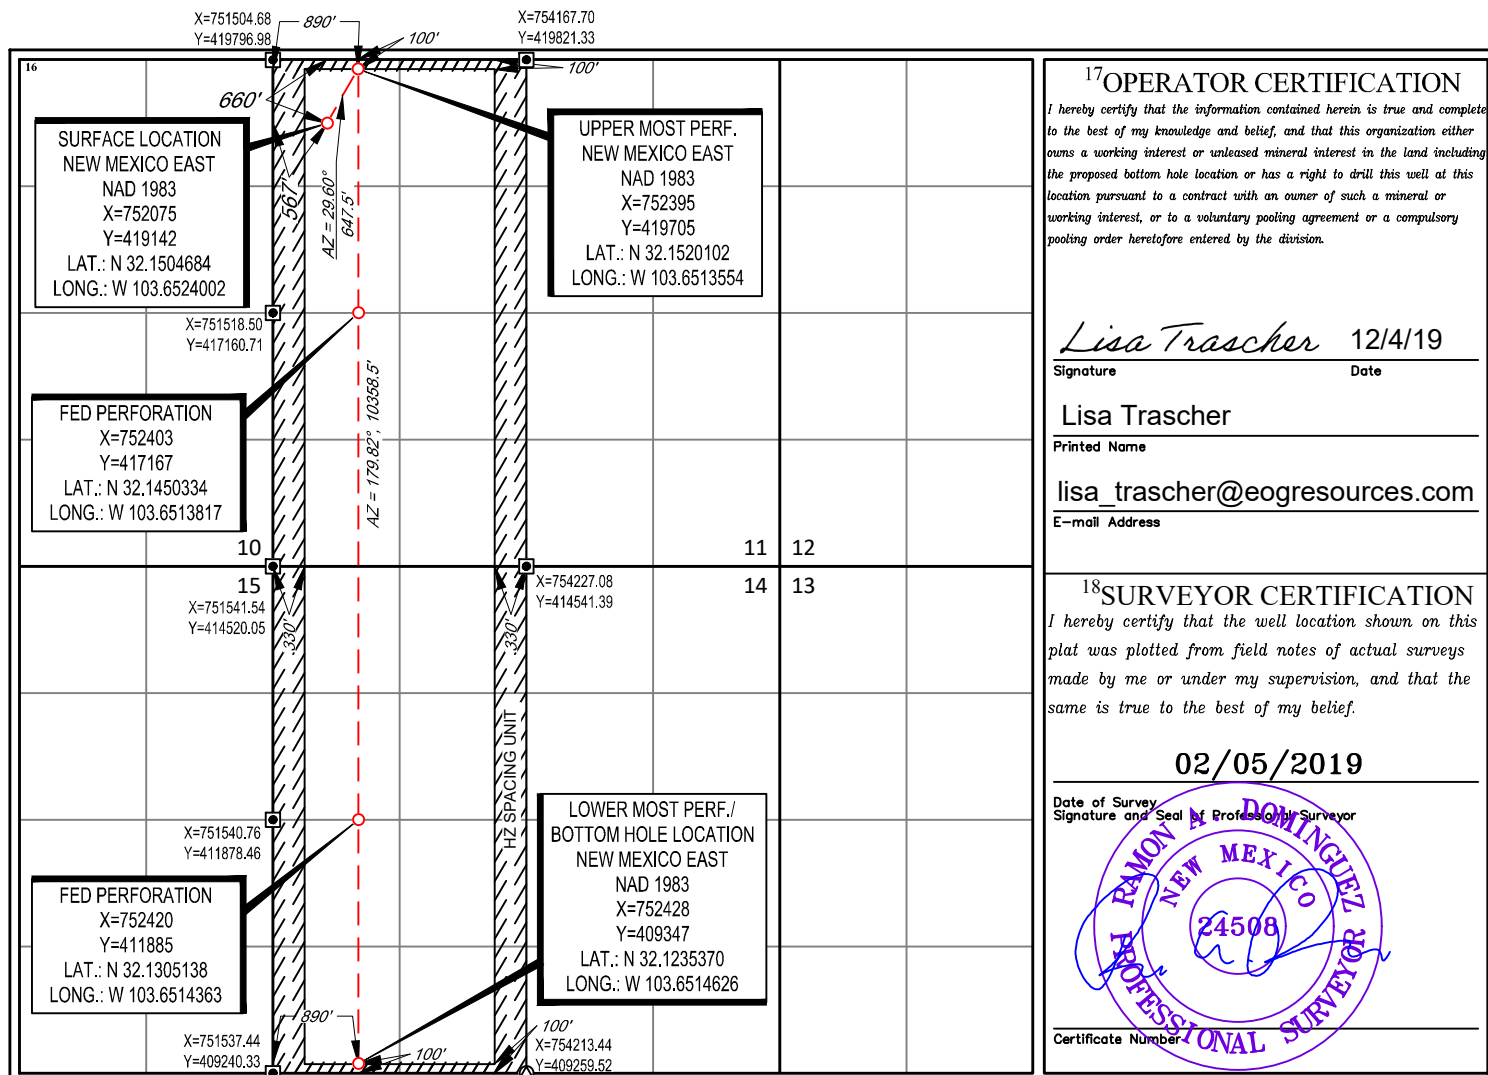 X=751504.68
Y=419796.98
890'
100'
X=754167.70
Y=419821.33
100'
16
660'
SURFACE LOCATION
NEW MEXICO EAST
NAD 1983
X=752075
Y=419142
LAT.: N 32.1504684
LONG.: W 103.6524002
567'
AZ = 29.60°
647.5'
UPPER MOST PERF.
NEW MEXICO EAST
NAD 1983
X=752395
Y=419705
LAT.: N 32.1520102
LONG.: W 103.6513554
X=751518.50
Y=417160.71
FED PERFORATION
X=752403
Y=417167
LAT.: N 32.1450334
LONG.: W 103.6513817
AZ = 179.82°, 10358.5'
10
11
12
15
14
13
X=751541.54
Y=414520.05
330'
330'
X=754227.08
Y=414541.39
HZ SPACING UNIT
X=751540.76
Y=411878.46
FED PERFORATION
X=752420
Y=411885
LAT.: N 32.1305138
LONG.: W 103.6514363
LOWER MOST PERF./
BOTTOM HOLE LOCATION
NEW MEXICO EAST
NAD 1983
X=752428
Y=409347
LAT.: N 32.1235370
LONG.: W 103.6514626
X=751537.44
Y=409240.33
890'
100'
100'
X=754213.44
Y=409259.52
17OPERATOR CERTIFICATION
I hereby certify that the information contained herein is true and complete
to the best of my knowledge and belief, and that this organization either
owns a working interest or unleased mineral interest in the land including
the proposed bottom hole location or has a right to drill this well at this
location pursuant to a contract with an owner of such a mineral or
working interest, or to a voluntary pooling agreement or a compulsory
pooling order heretofore entered by the division.
Lisa Trascher 12/4/19
Signature Date
Lisa Trascher
Printed Name
lisa_trascher@eogresources.com
E-mail Address
18SURVEYOR CERTIFICATION
I hereby certify that the well location shown on this
plat was plotted from field notes of actual surveys
made by me or under my supervision, and that the
same is true to the best of my belief.
02/05/2019
Date of Survey
Signature and Seal of Professional Surveyor
RAMON A. DOMINGUEZ
NEW MEXICO
24508
PROFESSIONAL SURVEYOR
Certificate Number